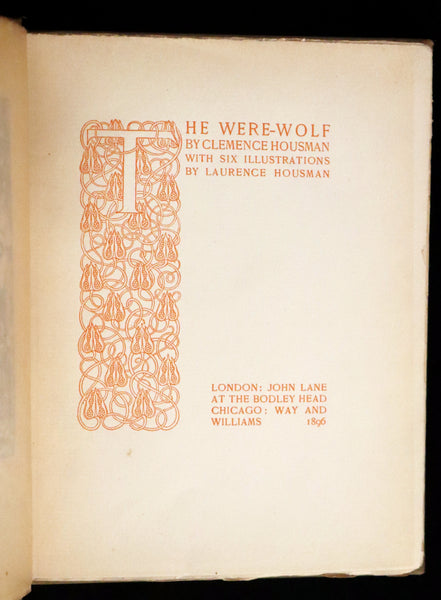 THE WERE-WOLF
BY CLEMENCE HOUSMAN
WITH SIX ILLUSTRATIONS
BY LAURENCE HOUSMAN
LONDON: JOHN LANE
AT THE BODLEY HEAD
CHICAGO: WAY AND
WILLIAMS 1896